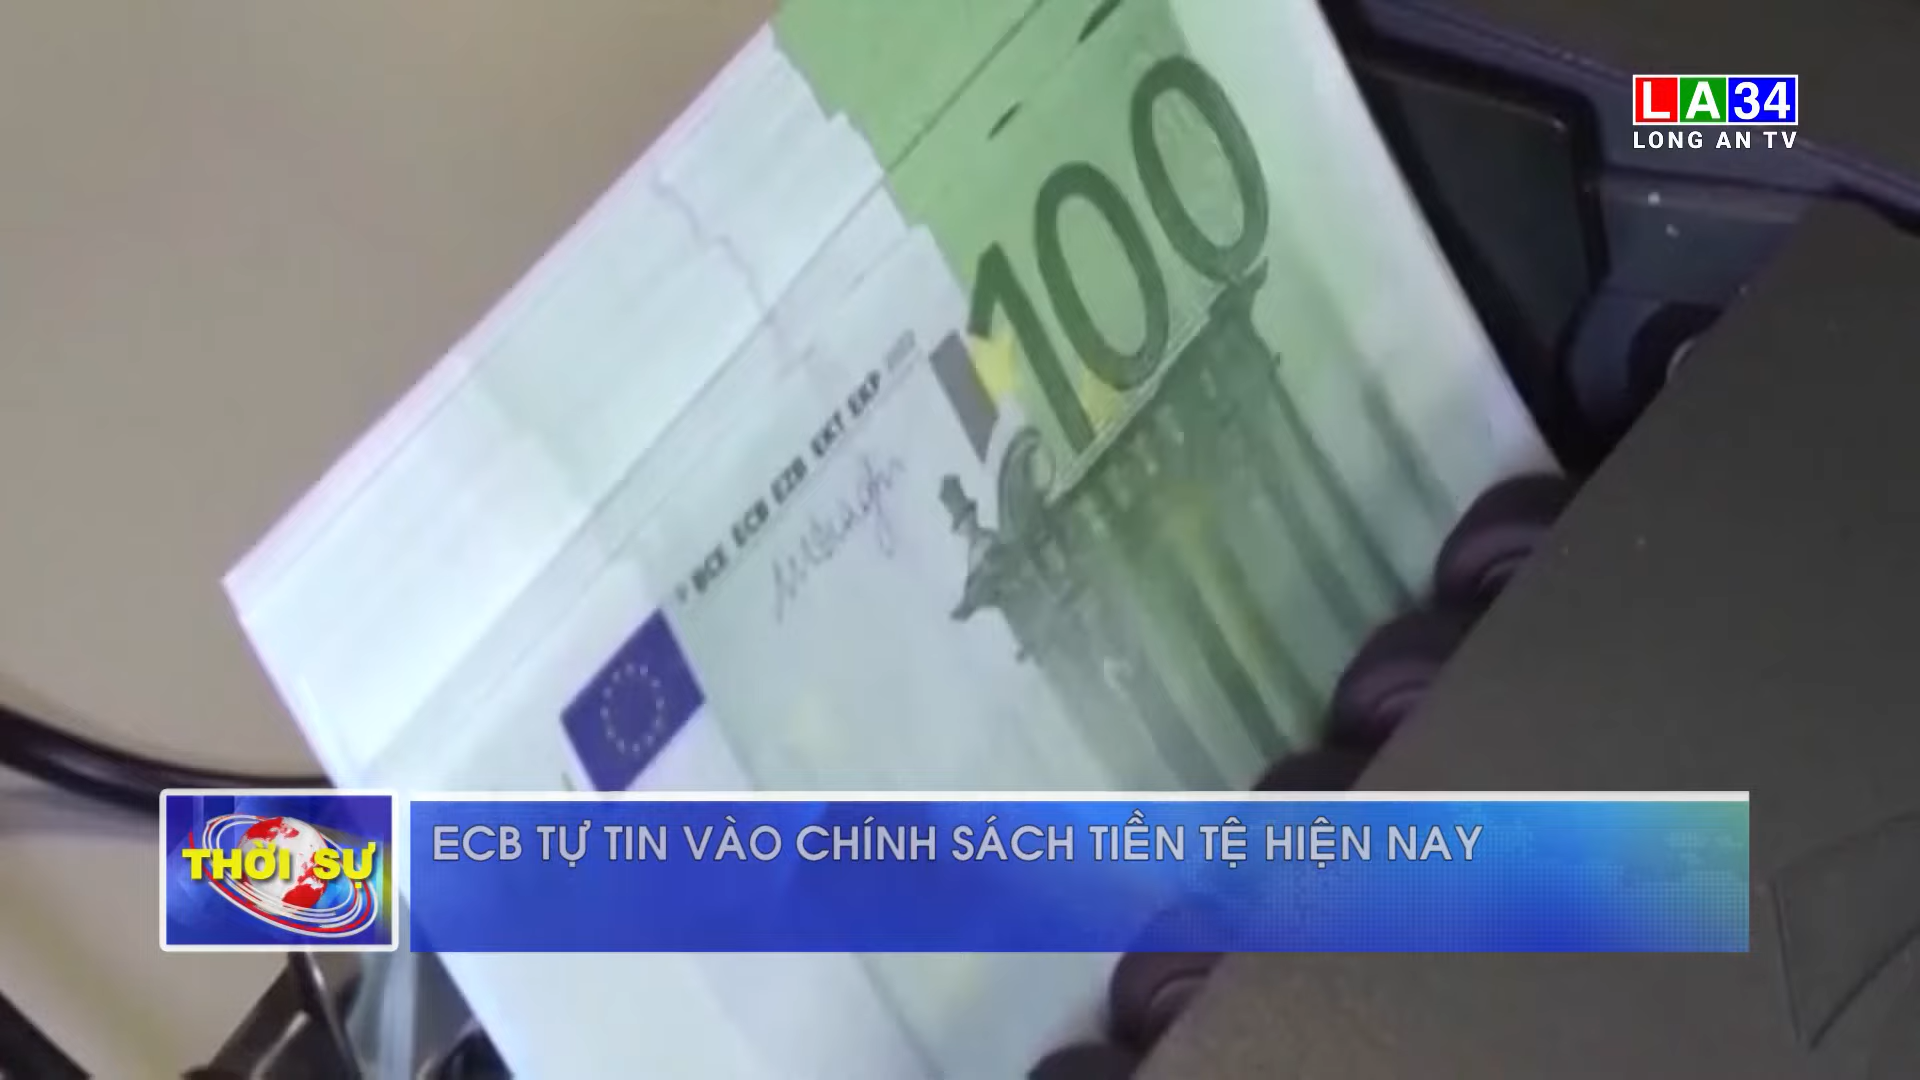 LA34
LONG AN TV
100
BCE ECB EZB EKT EKP
THỜI SỰ
ECB TỰ TIN VÀO CHÍNH SÁCH TIỀN TỆ HIỆN NAY